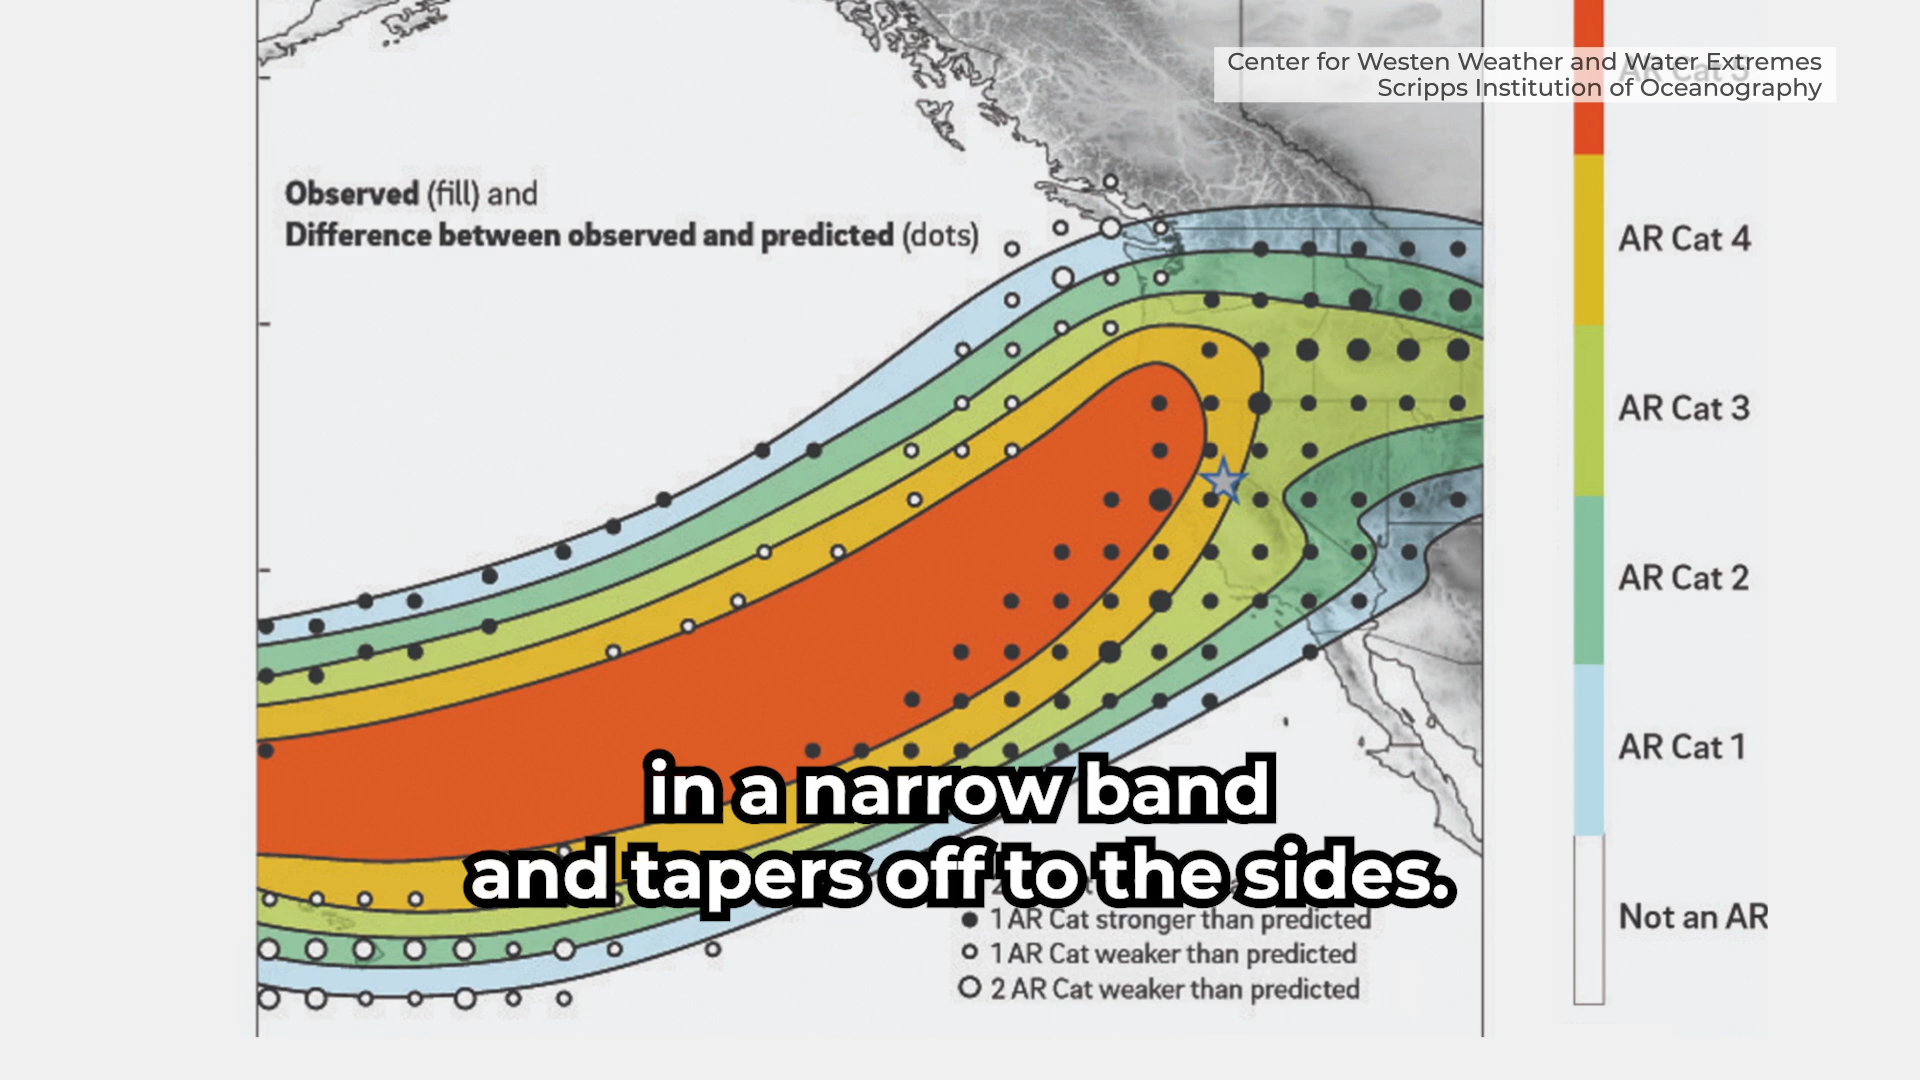 Center for Westen Weather and Water Extremes
Scripps Institution of Oceanography
AR Cat 5
Observed (fill) and
Difference between observed and predicted (dots)
AR Cat 4
AR Cat 3
AR Cat 2
AR Cat 1
Not an AR
in a narrow band
and tapers off to the sides.
1 AR Cat stronger than predicted
1 AR Cat weaker than predicted
2 AR Cat weaker than predicted